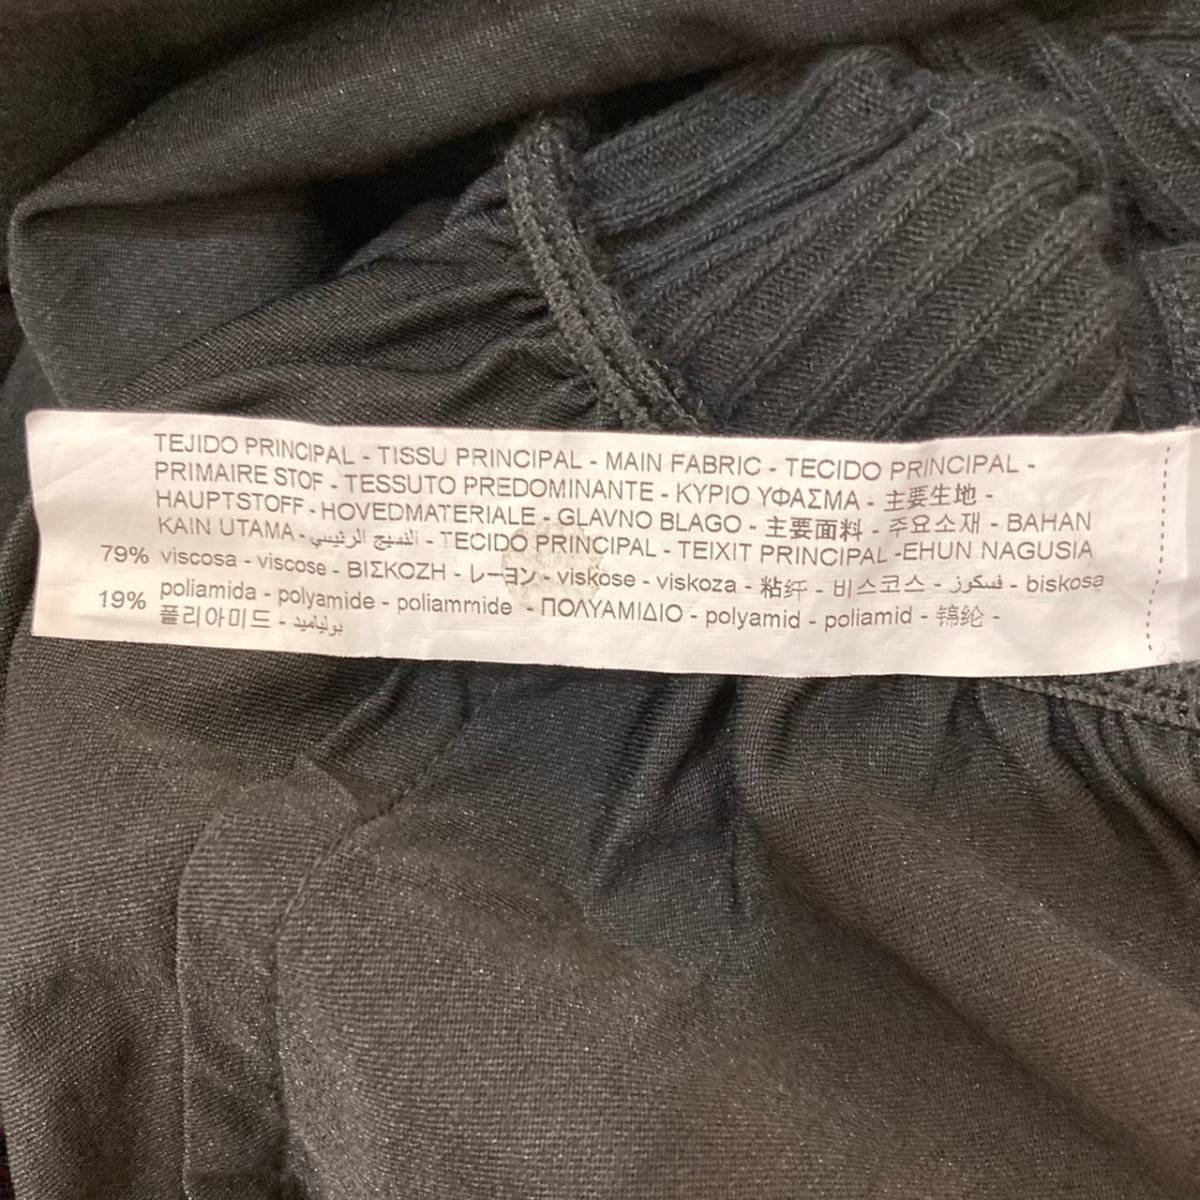 TEJIDO PRINCIPAL - TISSU PRINCIPAL - MAIN FABRIC - TECIDO PRINCIPAL -
PRIMAIRE STOF - TESSUTO PREDOMINANTE - ΚΥΡΙΟ ΥΦΑΣΜΑ - 主要生地 -
HAUPTSTOFF - HOVEDMATERIALE - GLAVNO BLAGO - 主要面料 - 주요소재 - BAHAN
KAIN UTAMA - النسيج الرئيسي - TECIDO PRINCIPAL - TEIXIT PRINCIPAL -EHUN NAGUSIA
79% viscosa - viscose - ΒΙΣΚΟΖΗ - レーヨン - viskose - viskoza - 粘纤 - 비스코스 - فسكوز - biskosa
19% poliamida - polyamide - poliammide - ΠΟΛΥΑΜΙΔΙΟ - polyamid - poliamid - 锦纶 -
폴리아미드 - بولياميد